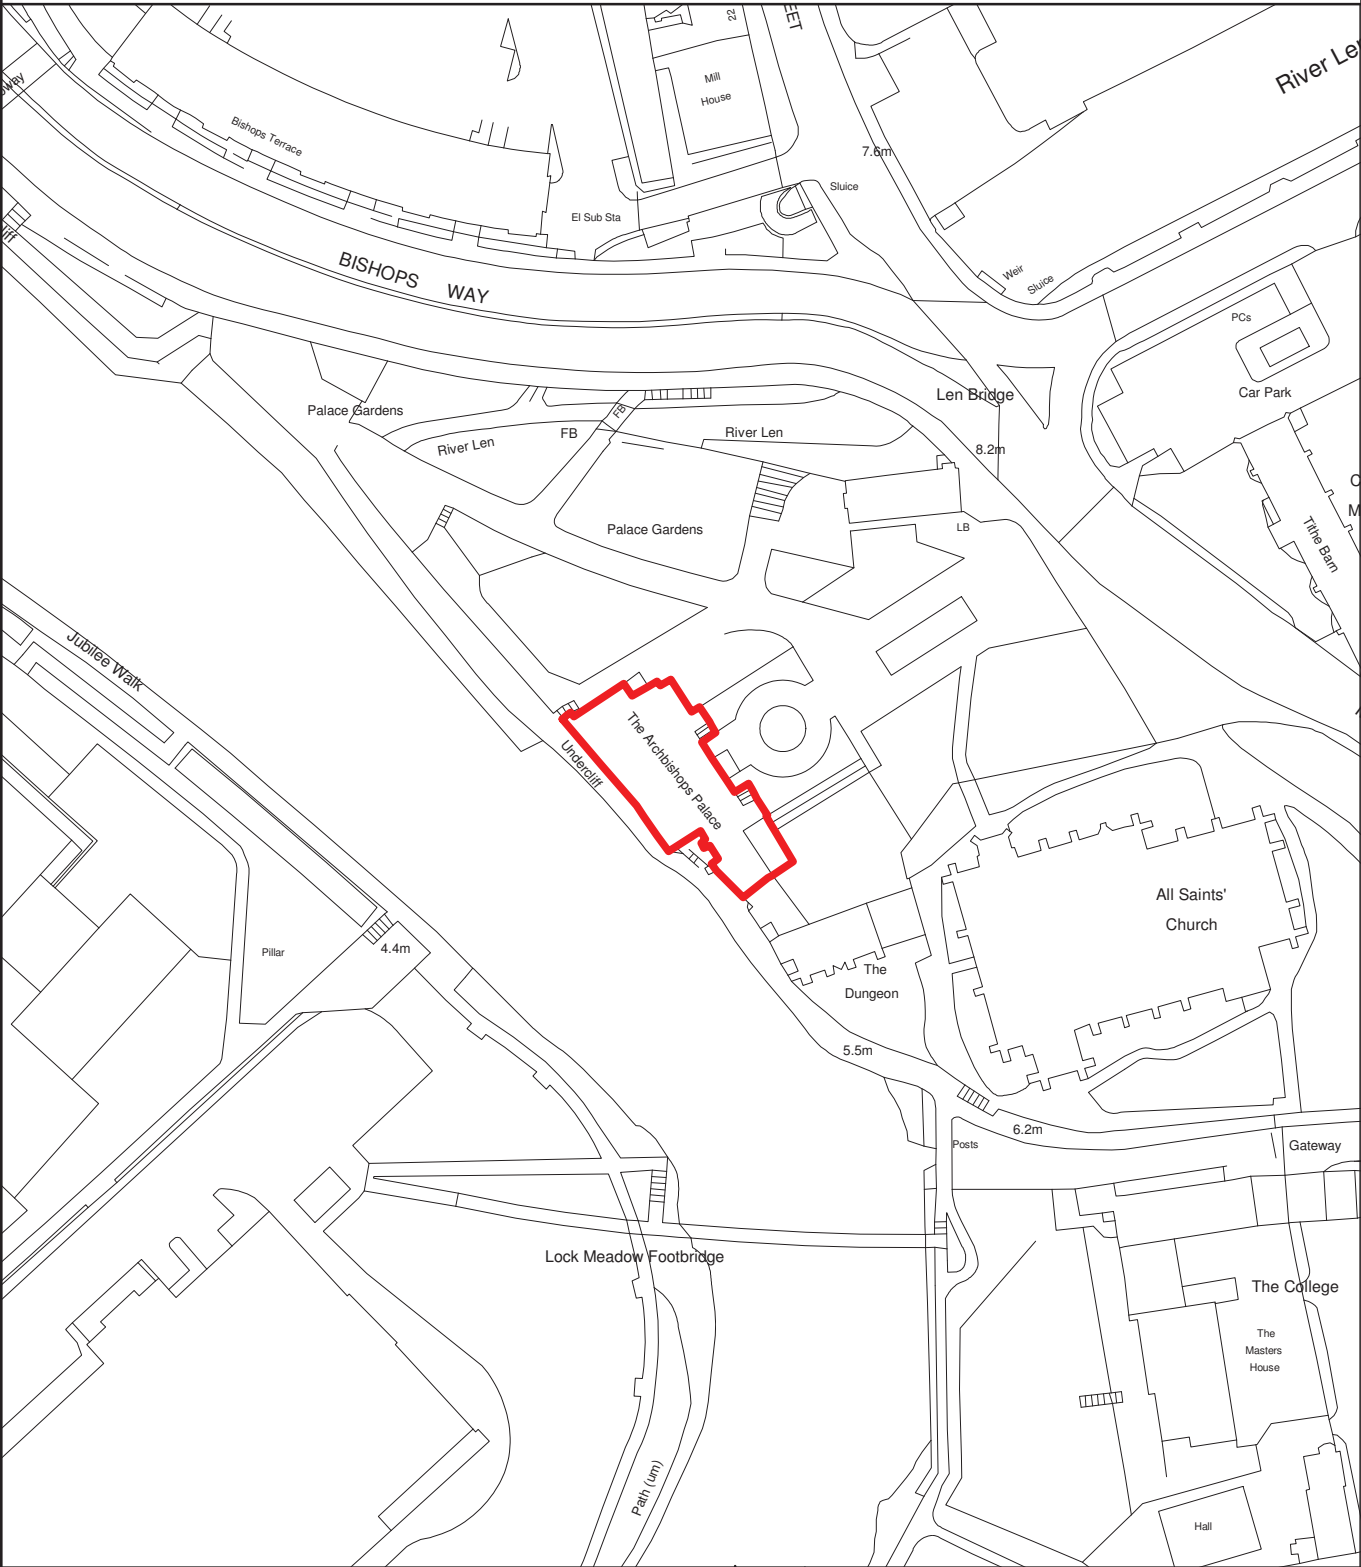 22
EET
River Le
Mill
House
Bishops Terrace
7.6m
Sluice
El Sub Sta
BISHOPS WAY
Weir
Sluice
PCs
Car Park
Len Bridge
Palace Gardens
FB
FB
River Len
River Len
8.2m
Palace Gardens
LB
Tithe Barn
Jubilee Walk
The Archbishops Palace
Undercliff
All Saints'
Church
Pillar
4.4m
The
Dungeon
5.5m
6.2m
Posts
Gateway
Lock Meadow Footbridge
The College
The
Masters
House
Path (um)
Hall